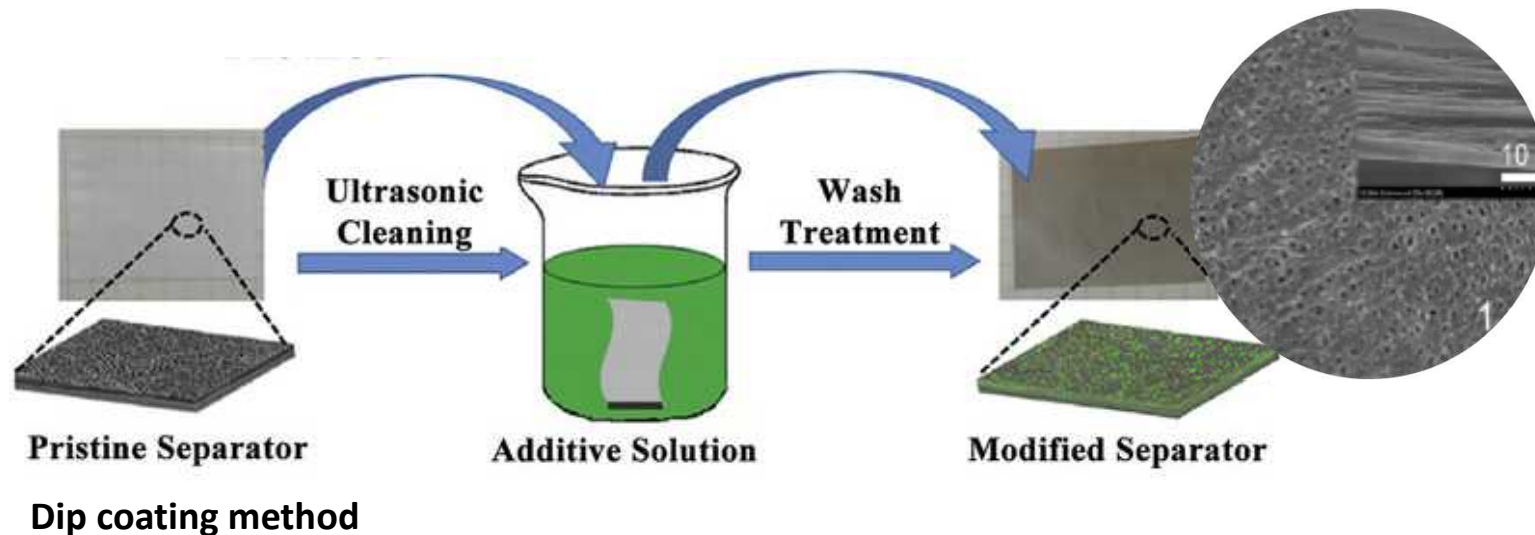 Ultrasonic
Cleaning
Wash
Treatment
10
1
Pristine Separator
Additive Solution
Modified Separator
Dip coating method